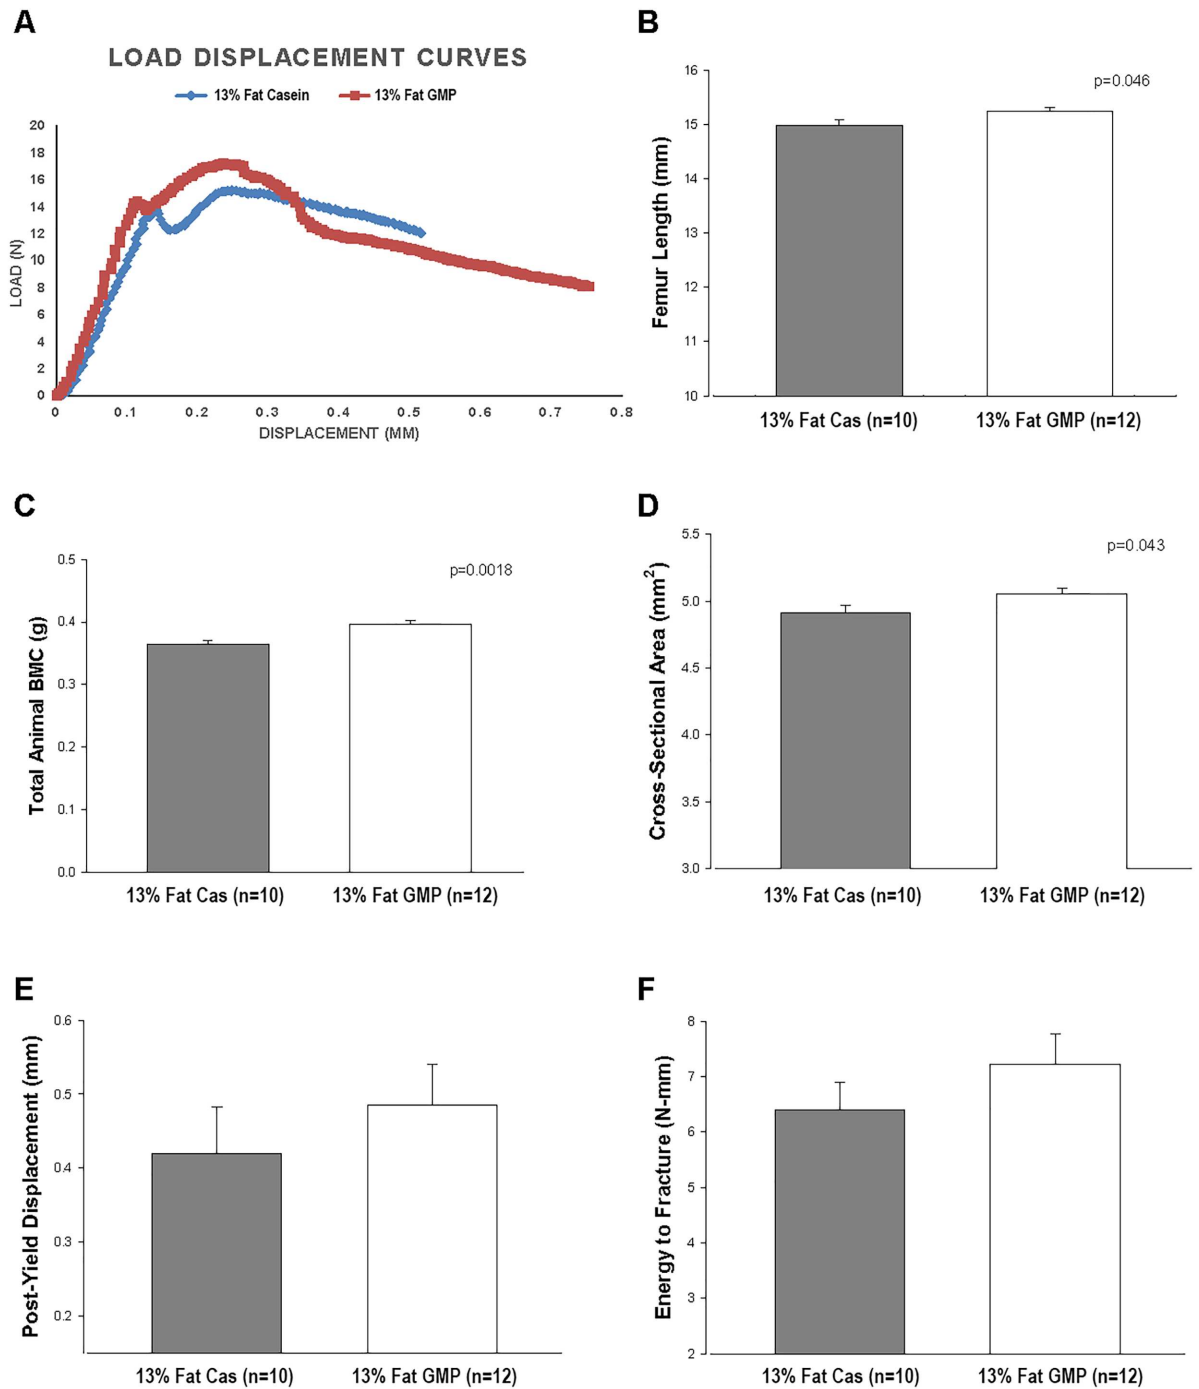 A
LOAD DISPLACEMENT CURVES
13% Fat Casein
13% Fat GMP
20
18
16
14
12
10
8
6
4
2
0
LOAD (N)
0 0.1 0.2 0.3 0.4 0.5 0.6 0.7 0.8
DISPLACEMENT (MM)
B
p=0.046
16
15
14
13
12
11
10
Femur Length (mm)
13% Fat Cas (n=10)
13% Fat GMP (n=12)
C
p=0.0018
0.5
0.4
0.3
0.2
0.1
0.0
Total Animal BMC (g)
13% Fat Cas (n=10)
13% Fat GMP (n=12)
D
p=0.043
5.5
5.0
4.5
4.0
3.5
3.0
Cross-Sectional Area (mm²)
13% Fat Cas (n=10)
13% Fat GMP (n=12)
E
0.6
0.5
0.4
0.3
0.2
Post-Yield Displacement (mm)
13% Fat Cas (n=10)
13% Fat GMP (n=12)
F
8
7
6
5
4
3
2
Energy to Fracture (N-mm)
13% Fat Cas (n=10)
13% Fat GMP (n=12)